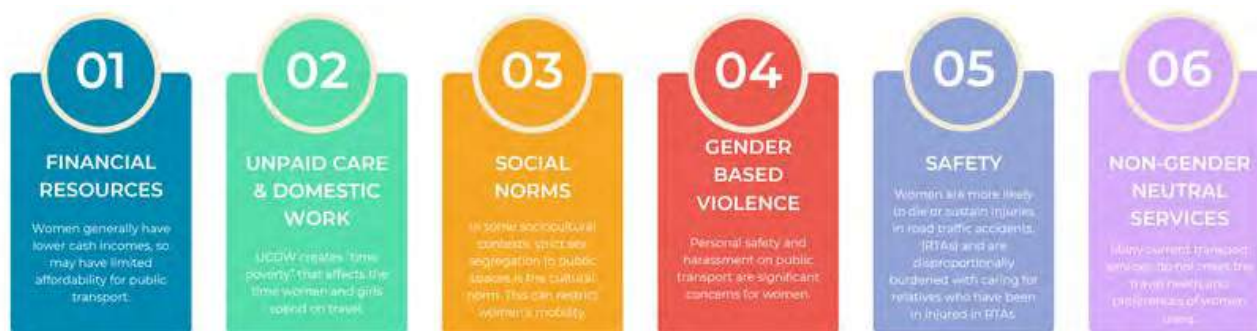 01
FINANCIAL
RESOURCES
Women generally have
lower cash incomes, so
may have limited
affordability for public
transport.
02
UNPAID CARE
& DOMESTIC
WORK
UCDW creates "time
poverty" that affects the
time women and girls
spend on travel.
03
SOCIAL
NORMS
In some sociocultural
contexts, strict sex
segregation in public
spaces is the cultural
norm. This can restrict
women's mobility.
04
GENDER
BASED
VIOLENCE
Personal safety and
harassment on public
transport are significant
concerns for women.
05
SAFETY
Women are more likely
to die or sustain injuries
in road traffic accidents
(RTAs) and are
disproportionally
burdened with caring for
relatives who have been
in injured in RTAs
06
NON-GENDER
NEUTRAL
SERVICES
Many current transport
services do not meet the
travel needs and
preferences of women
users.